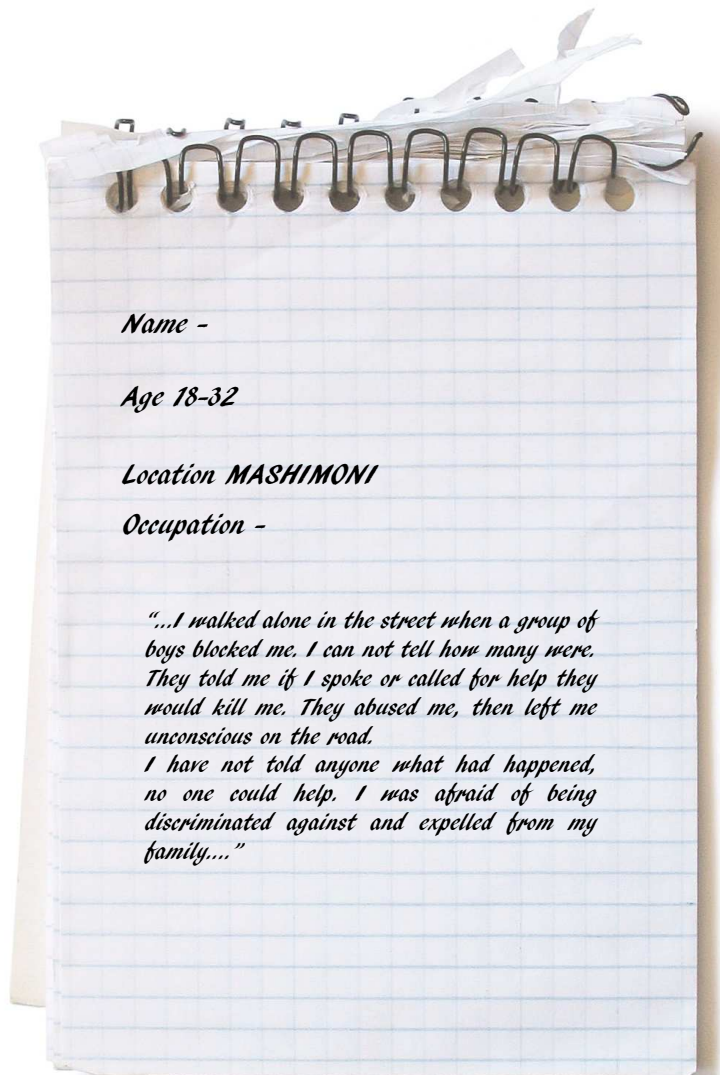 Name -
Age 18-32
Location MASHIMONI
Occupation -
“...I walked alone in the street when a group of
boys blocked me. I can not tell how many were.
They told me if I spoke or called for help they
would kill me. They abused me, then left me
unconscious on the road.
I have not told anyone what had happened,
no one could help. I was afraid of being
discriminated against and expelled from my
family....”